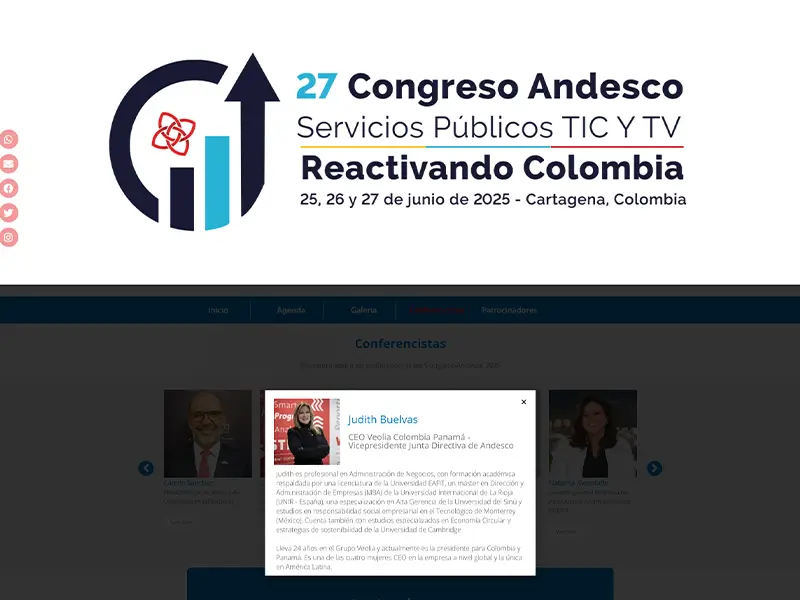 27 Congreso Andesco
Servicios Públicos TIC Y TV
Reactivando Colombia
25, 26 y 27 de junio de 2025 - Cartagena, Colombia
Inicio Agenda Galeria Patrocinadores
Conferencistas
Judith Buelvas
CEO Veolia Colombia Panamá -
Vicepresidente Junta Directiva de Andesco
Judith es profesional en Administración de Negocios, con formación académica
respaldada por una licenciatura de la Universidad EAFIT, un máster en Dirección y
Administración de Empresas (MBA) de la Universidad Internacional de La Rioja
(UNIR - España), una especialización en Alta Gerencia de la Universidad del Sinú y
estudios en responsabilidad social empresarial en el Tecnológico de Monterrey
(México). Cuenta también con estudios especializados en Economía Circular y
estrategias de sostenibilidad de la Universidad de Cambridge
Lleva 24 años en el Grupo Veolia y actualmente es la presidente para Colombia y
Panamá. Es una de las cuatro mujeres CEO en la empresa a nivel global y la única
en América Latina.